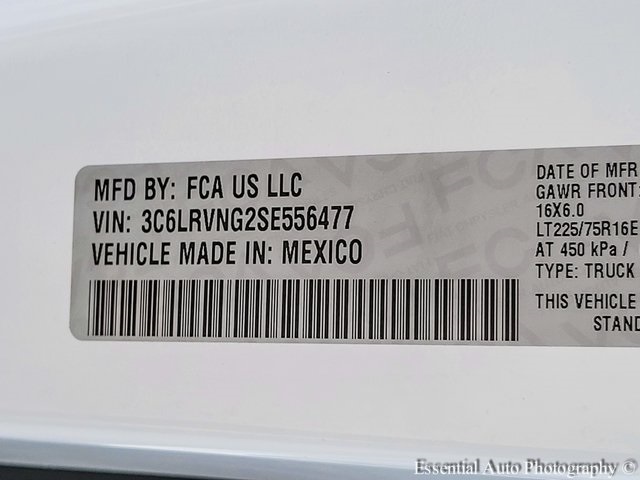 MFD BY: FCA US LLC
VIN: 3C6LRVNG2SE556477
VEHICLE MADE IN: MEXICO
DATE OF MFR
GAWR FRONT:
16X6.0
LT225/75R16E
AT 450 kPa /
TYPE: TRUCK
THIS VEHICLE
STAND
Essential Auto Photography ©